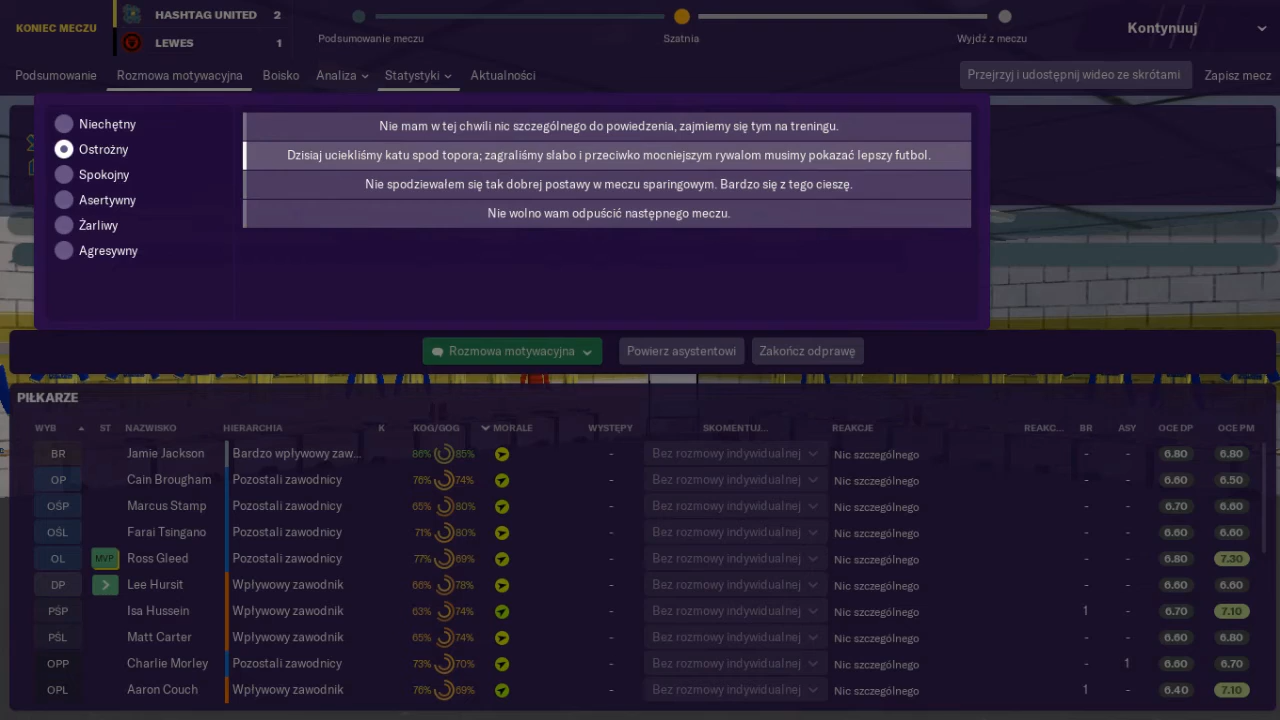 KONIEC MECZU
HASHTAG UNITED 2
LEWES 1
Podsumowanie meczu
Szatnia
Wyjdź z meczu
Kontynuuj
Podsumowanie Rozmowa motywacyjna Boisko Analiza Statystyki Aktualności
Przejrzyj i udostępnij wideo ze skrótami
Zapisz mecz
Niechętny
Ostrożny
Spokojny
Asertywny
Żarliwy
Agresywny
Nie mam w tej chwili nic szczególnego do powiedzenia, zajmiemy się tym na treningu.
Dzisiaj uciekliśmy katu spod topora; zagraliśmy słabo i przeciwko mocniejszym rywalom musimy pokazać lepszy futbol.
Nie spodziewałem się tak dobrej postawy w meczu sparingowym. Bardzo się z tego cieszę.
Nie wolno wam odpuścić następnego meczu.
Rozmowa motywacyjna Powierz asystentowi Zakończ odprawę
PIŁKARZE
WYB ST NAZWISKO HIERARCHIA K KOG/GOG MORALE WYSTĘPY SKOMENTUJ... REAKCJE REAKC... BR ASY OCE DP OCE PM
BR Jamie Jackson Bardzo wpływowy zaw... 86% 85% - Bez rozmowy indywidualnej Nic szczególnego - - 6.80 6.80
OP Cain Brougham Pozostali zawodnicy 76% 74% - Bez rozmowy indywidualnej Nic szczególnego - - 6.60 6.50
OŚP Marcus Stamp Pozostali zawodnicy 65% 80% - Bez rozmowy indywidualnej Nic szczególnego - - 6.70 6.60
OŚL Farai Tsingano Pozostali zawodnicy 71% 80% - Bez rozmowy indywidualnej Nic szczególnego - - 6.60 6.60
OL MVP Ross Gleed Pozostali zawodnicy 77% 69% - Bez rozmowy indywidualnej Nic szczególnego - - 6.80 7.30
DP Lee Hursit Wpływowy zawodnik 66% 78% - Bez rozmowy indywidualnej Nic szczególnego - - 6.60 6.60
PŚP Isa Hussein Wpływowy zawodnik 63% 74% - Bez rozmowy indywidualnej Nic szczególnego 1 - 6.70 7.10
PŚL Matt Carter Wpływowy zawodnik 65% 74% - Bez rozmowy indywidualnej Nic szczególnego - - 6.60 6.80
OPP Charlie Morley Pozostali zawodnicy 73% 70% - Bez rozmowy indywidualnej Nic szczególnego - 1 6.60 6.70
OPL Aaron Couch Wpływowy zawodnik 76% 69% - Bez rozmowy indywidualnej Nic szczególnego 1 - 6.40 7.10